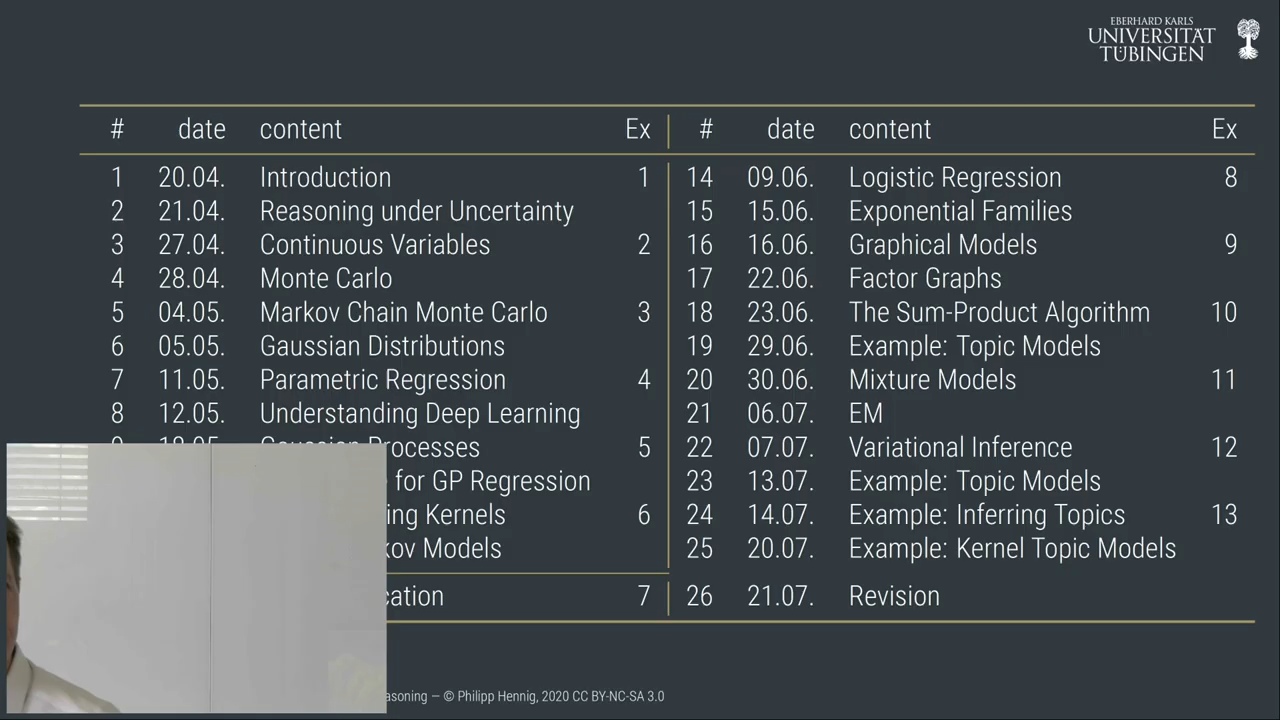 EBERHARD KARLS
UNIVERSITÄT
TÜBINGEN
# date content Ex # date content Ex
1 20.04. Introduction 1 14 09.06. Logistic Regression 8
2 21.04. Reasoning under Uncertainty 15 15.06. Exponential Families
3 27.04. Continuous Variables 2 16 16.06. Graphical Models 9
4 28.04. Monte Carlo 17 22.06. Factor Graphs
5 04.05. Markov Chain Monte Carlo 3 18 23.06. The Sum-Product Algorithm 10
6 05.05. Gaussian Distributions 19 29.06. Example: Topic Models
7 11.05. Parametric Regression 4 20 30.06. Mixture Models 11
8 12.05. Understanding Deep Learning 21 06.07. EM
Processes 5 22 07.07. Variational Inference 12
for GP Regression 23 13.07. Example: Topic Models
Kernels 6 24 14.07. Example: Inferring Topics 13
Models 25 20.07. Example: Kernel Topic Models
7 26 21.07. Revision
— © Philipp Hennig, 2020 CC BY-NC-SA 3.0